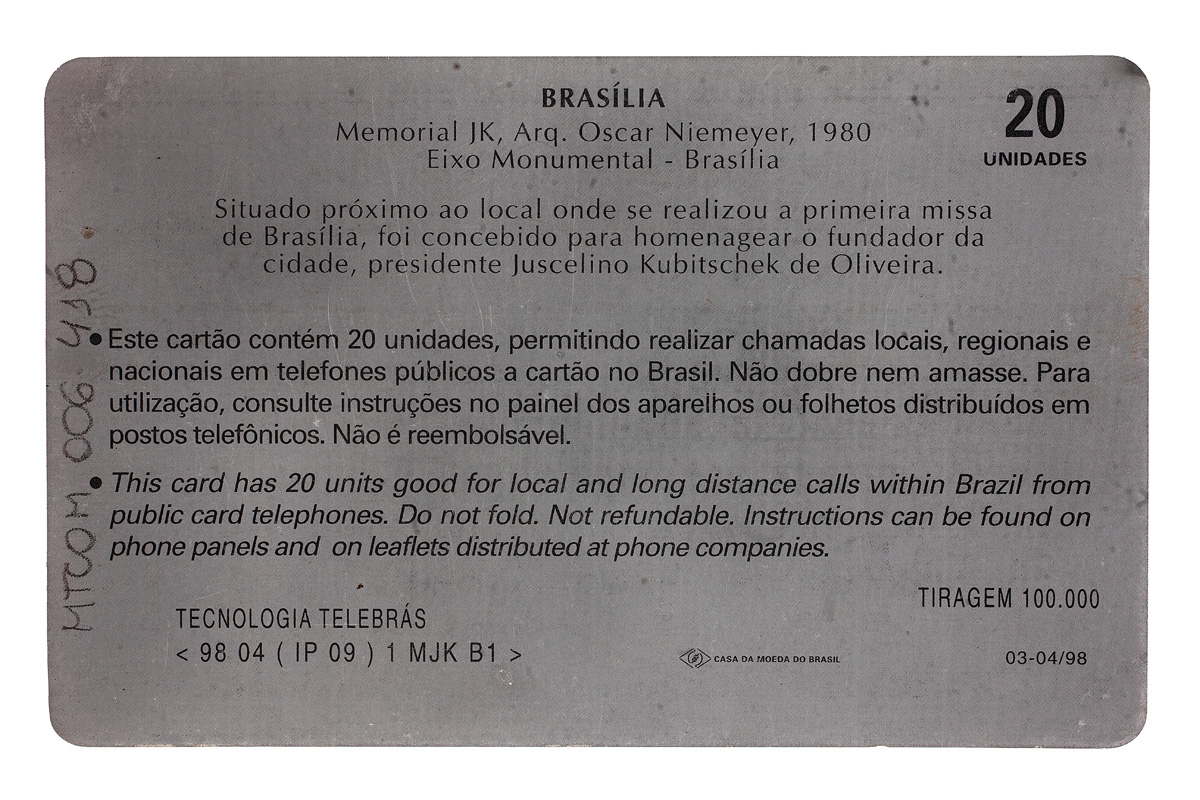 BRASÍLIA
Memorial JK, Arq. Oscar Niemeyer, 1980
Eixo Monumental - Brasília
20
UNIDADES
Situado próximo ao local onde se realizou a primeira missa
de Brasília, foi concebido para homenagear o fundador da
cidade, presidente Juscelino Kubitschek de Oliveira.
• Este cartão contém 20 unidades, permitindo realizar chamadas locais, regionais e
nacionais em telefones públicos a cartão no Brasil. Não dobre nem amasse. Para
utilização, consulte instruções no painel dos aparelhos ou folhetos distribuídos em
postos telefônicos. Não é reembolsável.
• This card has 20 units good for local and long distance calls within Brazil from
public card telephones. Do not fold. Not refundable. Instructions can be found on
phone panels and on leaflets distributed at phone companies.
TIRAGEM 100.000
TECNOLOGIA TELEBRÁS
< 98 04 ( IP 09 ) 1 MJK B1 >
CASA DA MOEDA DO BRASIL
03-04/98
MTCOM. 006 418